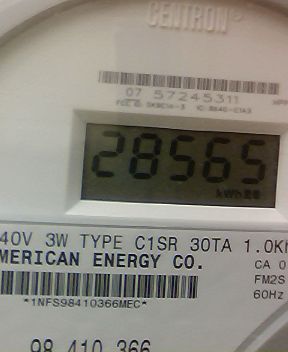 CENTRON®
07 57245311
28565
kWh
40V 3W TYPE C1SR 30TA 1.0Kh
MERICAN ENERGY CO.
CA 0
FM2S
60Hz
*1NFS98410366MEC*
98 410 366